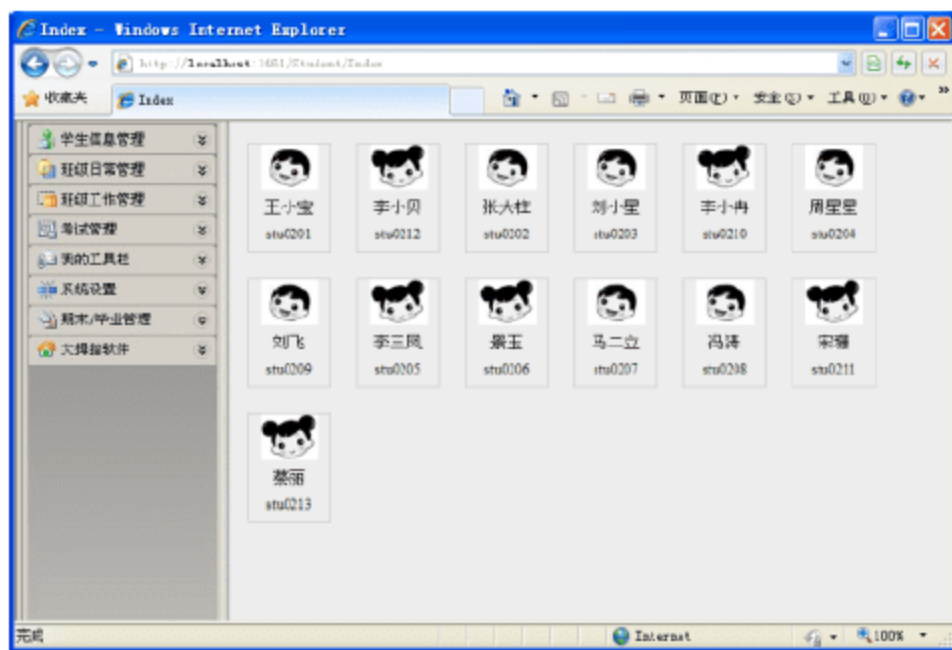 Index - Windows Internet Explorer
http://localhost:1681/Student/Index
收藏夹 Index 页面(P) 安全(S) 工具(O)
学生信息管理
班级日常管理
班级工作管理
考试管理
我的工具栏
系统设置
期末/毕业管理
大拇指软件
王小宝 李小贝 张大柱 刘小星 李小冉 周星星
stu0201 stu0212 stu0202 stu0203 stu0210 stu0204
刘飞 李三凤 景玉 马二立 冯涛 宋珊
stu0209 stu0205 stu0206 stu0207 stu0208 stu0211
蔡丽
stu0213
完成 Internet 100%